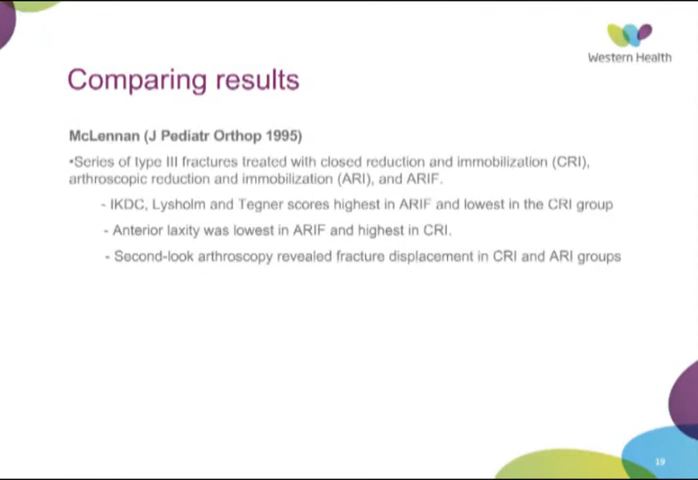 Western Health
Comparing results
McLennan (J Pediatr Orthop 1995)
•Series of type III fractures treated with closed reduction and immobilization (CRI),
arthroscopic reduction and immobilization (ARI), and ARIF.
- IKDC, Lysholm and Tegner scores highest in ARIF and lowest in the CRI group
- Anterior laxity was lowest in ARIF and highest in CRI.
- Second-look arthroscopy revealed fracture displacement in CRI and ARI groups
19